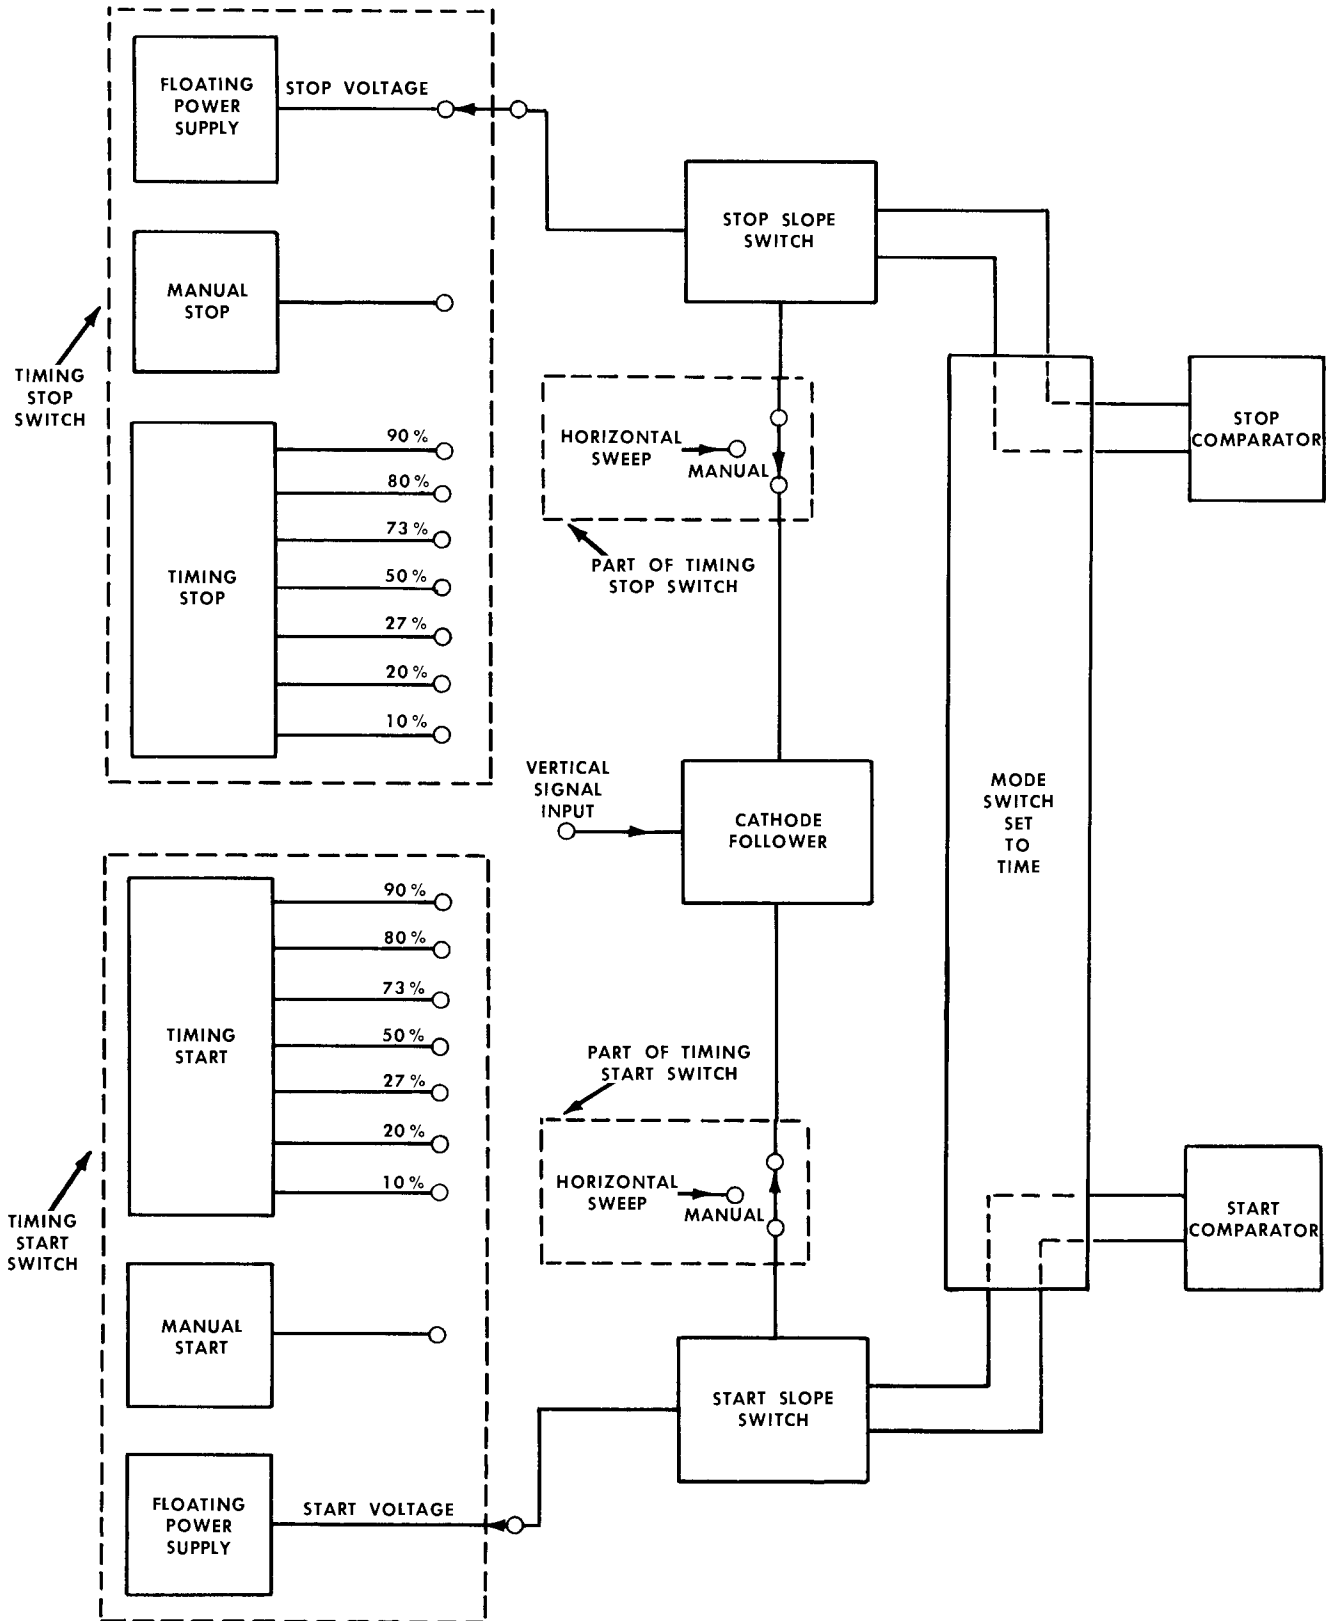 FLOATING
POWER
SUPPLY
STOP VOLTAGE
MANUAL
STOP
TIMING
STOP
SWITCH
TIMING
STOP
90 %
80 %
73 %
50 %
27 %
20 %
10 %
STOP SLOPE
SWITCH
HORIZONTAL
SWEEP
MANUAL
PART OF TIMING
STOP SWITCH
STOP
COMPARATOR
VERTICAL
SIGNAL
INPUT
CATHODE
FOLLOWER
MODE
SWITCH
SET
TO
TIME
TIMING
START
90 %
80 %
73 %
50 %
27 %
20 %
10 %
TIMING
START
SWITCH
PART OF TIMING
START SWITCH
HORIZONTAL
SWEEP
MANUAL
START
COMPARATOR
MANUAL
START
START SLOPE
SWITCH
FLOATING
POWER
SUPPLY
START VOLTAGE